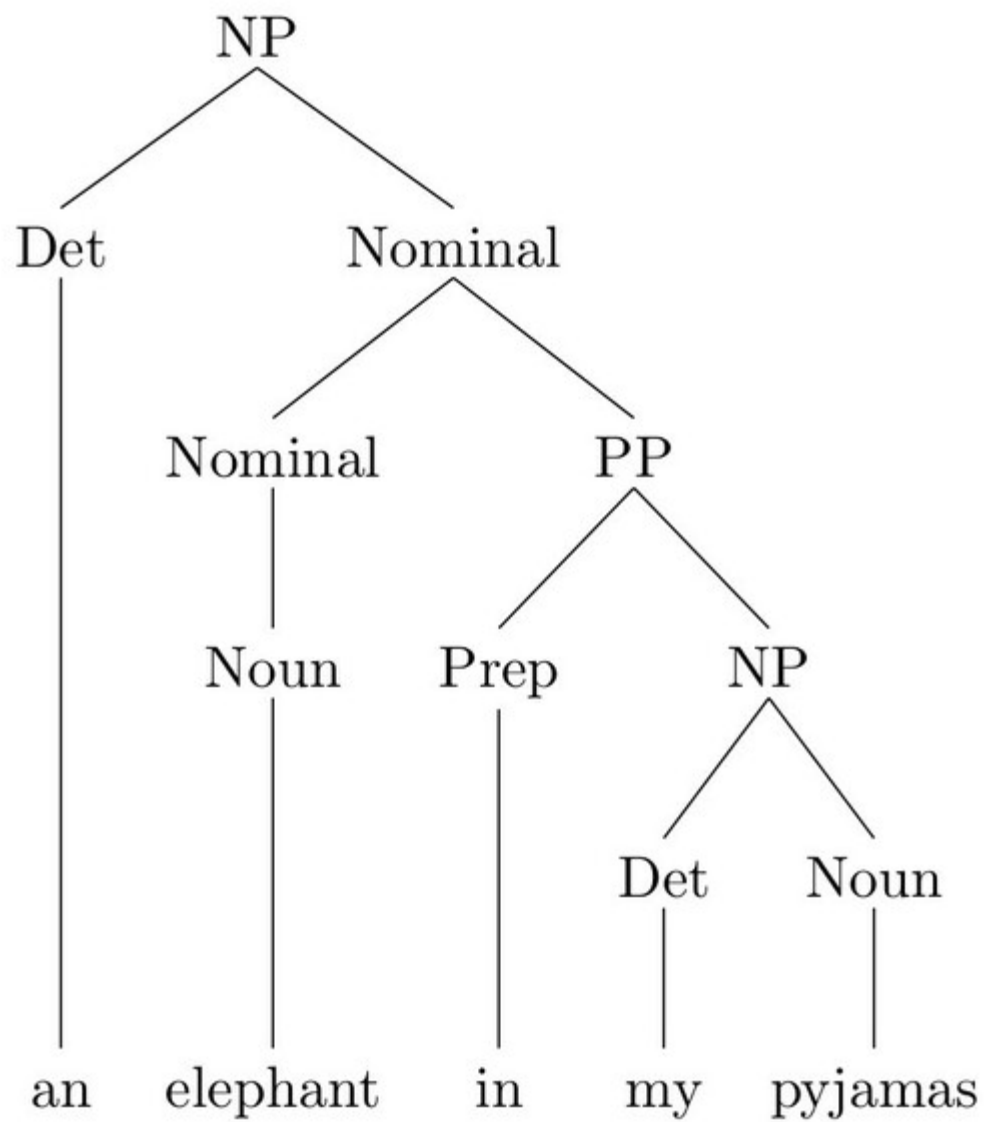 NP
Det Nominal
Nominal PP
Noun Prep NP
Det Noun
an elephant in my pyjamas